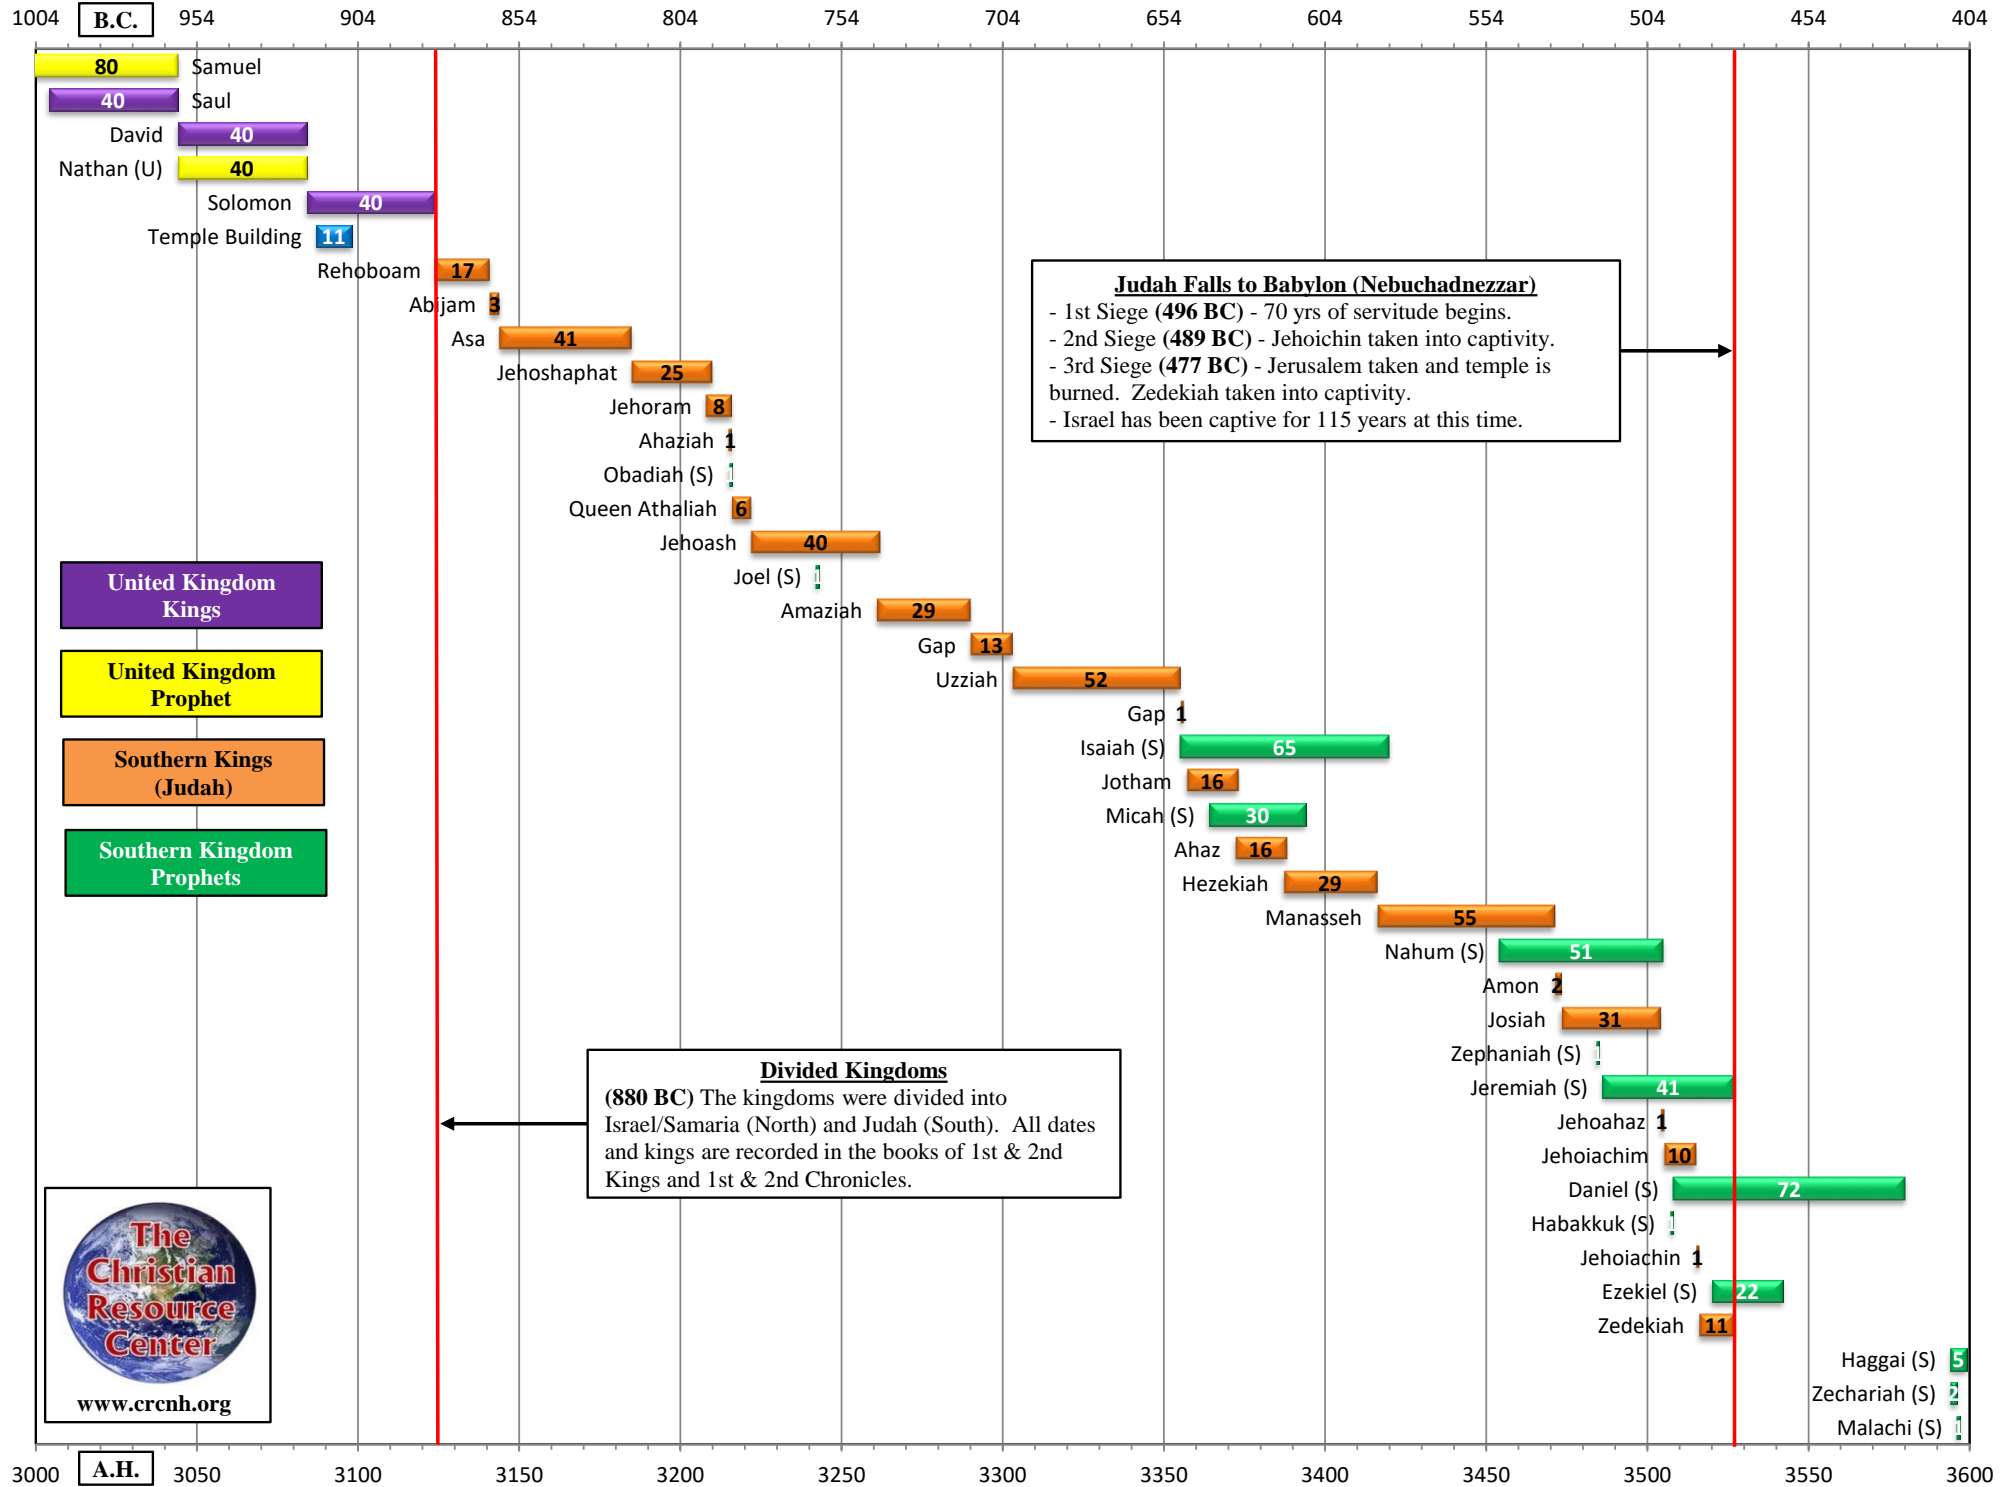 1004 B.C. 954 904 854 804 754 704 654 604 554 504 454 404
80 Samuel
40 Saul
David 40
Nathan (U) 40
Solomon 40
Temple Building 11
Rehoboam 17
Abijam 3
Asa 41
Jehoshaphat 25
Jehoram 8
Ahaziah 1
Obadiah (S) 1
Queen Athaliah 6
Jehoash 40
Joel (S) 1
Amaziah 29
Gap 13
Uzziah 52
Gap 1
Isaiah (S) 65
Jotham 16
Micah (S) 30
Ahaz 16
Hezekiah 29
Manasseh 55
Nahum (S) 51
Amon 2
Josiah 31
Zephaniah (S) 1
Jeremiah (S) 41
Jehoahaz 1
Jehoiachim 10
Daniel (S) 72
Habakkuk (S) 1
Jehoiachin 1
Ezekiel (S) 22
Zedekiah 11
Haggai (S) 5
Zechariah (S) 2
Malachi (S) 1
Judah Falls to Babylon (Nebuchadnezzar)
- 1st Siege (496 BC) - 70 yrs of servitude begins.
- 2nd Siege (489 BC) - Jehoichin taken into captivity.
- 3rd Siege (477 BC) - Jerusalem taken and temple is
burned. Zedekiah taken into captivity.
- Israel has been captive for 115 years at this time.
United Kingdom
Kings
United Kingdom
Prophet
Southern Kings
(Judah)
Southern Kingdom
Prophets
Divided Kingdoms
(880 BC) The kingdoms were divided into
Israel/Samaria (North) and Judah (South). All dates
and kings are recorded in the books of 1st & 2nd
Kings and 1st & 2nd Chronicles.
The
Christian
Resource
Center
www.crcnh.org
3000 A.H. 3050 3100 3150 3200 3250 3300 3350 3400 3450 3500 3550 3600